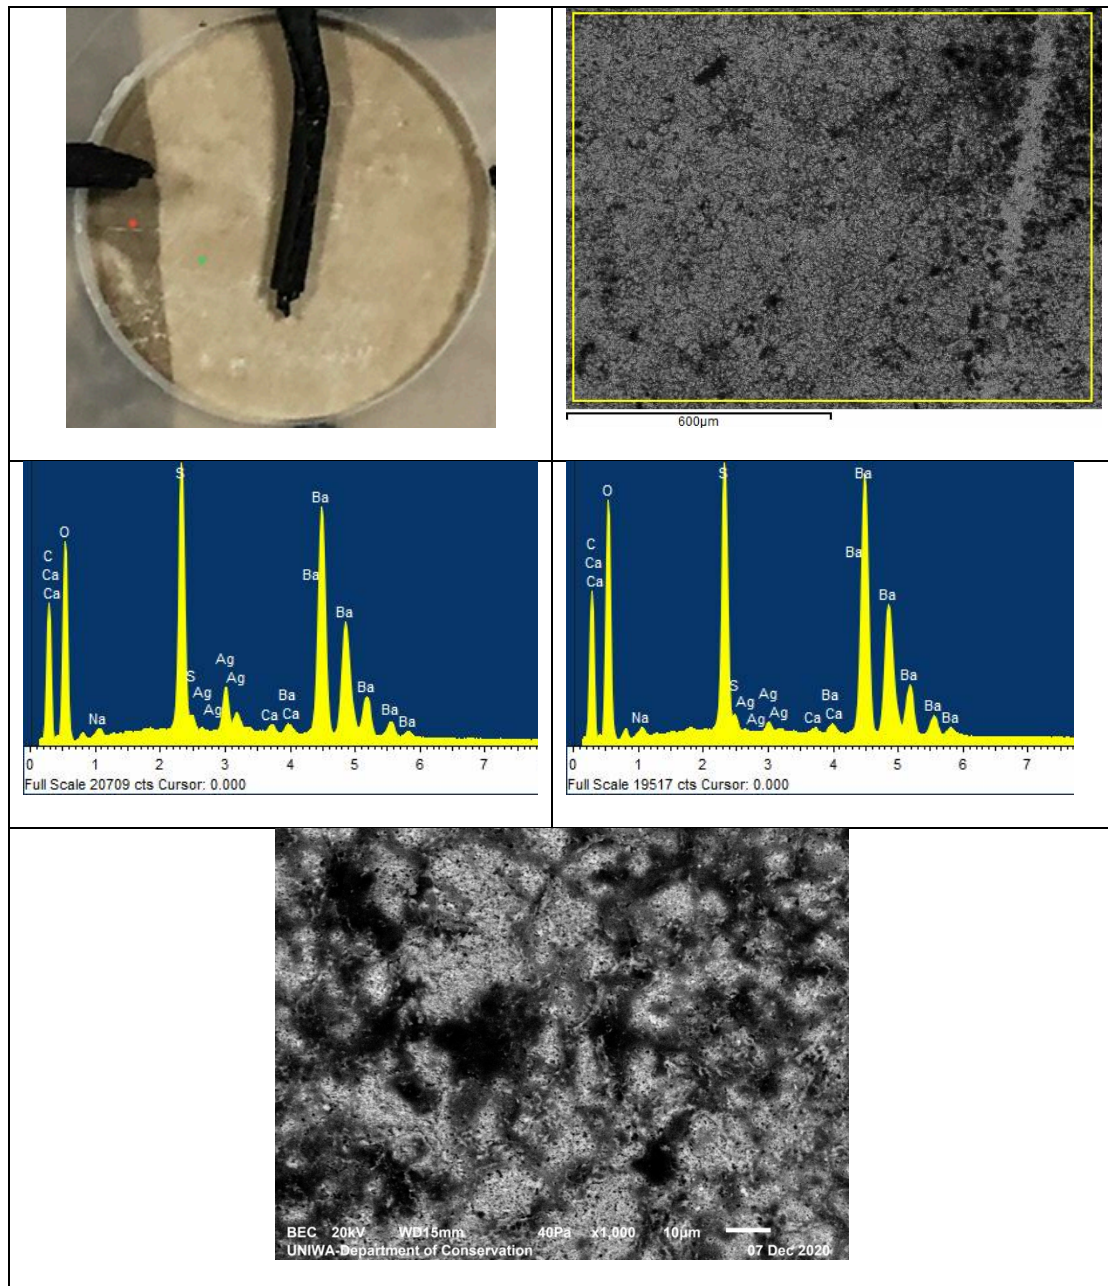 600µm
S
Ba
O
C
Ca
Ca
Ba
Ba
Ag
S
Ag
Ag
Ag
Ba
Ba
Ca
Ca
Na
Ba
Ba
0 1 2 3 4 5 6 7
Full Scale 20709 cts Cursor: 0.000
S
O
Ba
C
Ca
Ca
Ba
Ba
S
Ag
Ag
Ag
Ag
Ba
Ca
Ca
Na
Ba
Ba
Ba
0 1 2 3 4 5 6 7
Full Scale 19517 cts Cursor: 0.000
BEC 20kV WD15mm 40Pa x1,000 10µm
UNIWA-Department of Conservation 07 Dec 2020